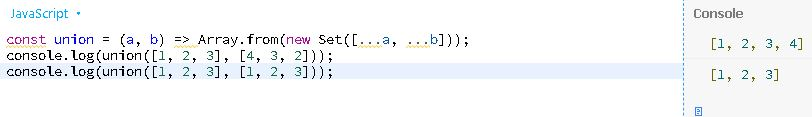 JavaScript
Console
const union = (a, b) => Array.from(new Set([...a, ...b]));
console.log(union([1, 2, 3], [4, 3, 2]));
console.log(union([1, 2, 3], [1, 2, 3]));
[1, 2, 3, 4]
[1, 2, 3]